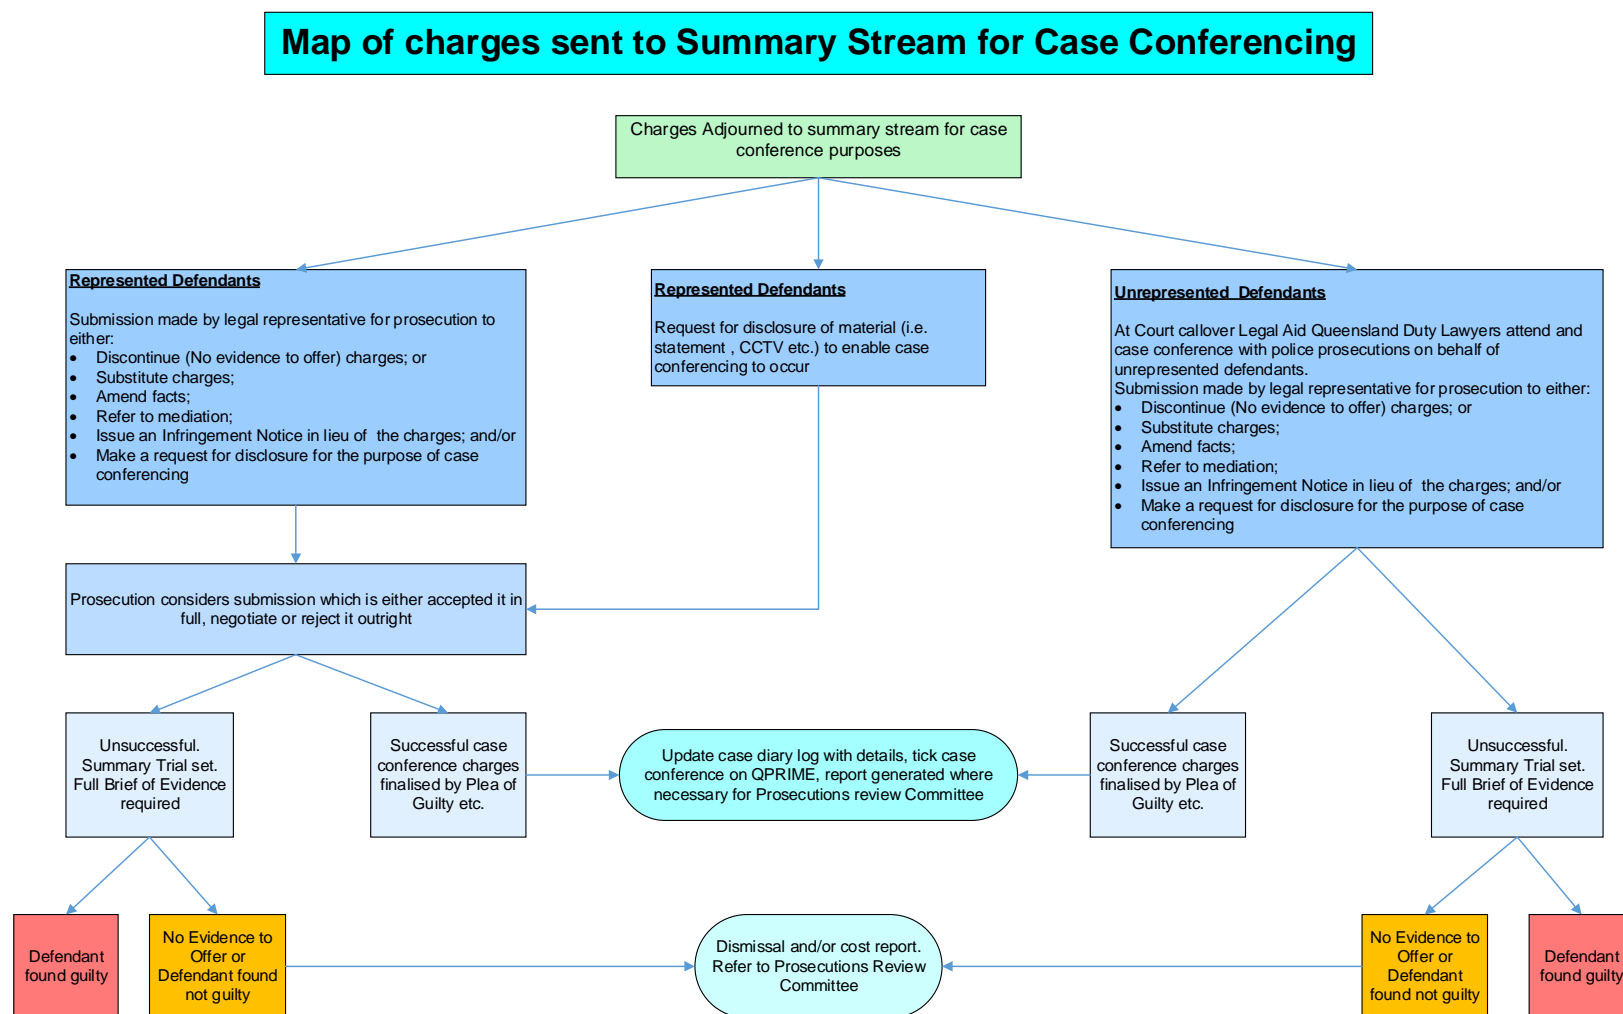 Map of charges sent to Summary Stream for Case Conferencing
Charges Adjourned to summary stream for case
conference purposes
Represented Defendants
Submission made by legal representative for prosecution to
either:
• Discontinue (No evidence to offer) charges; or
• Substitute charges;
• Amend facts;
• Refer to mediation;
• Issue an Infringement Notice in lieu of the charges; and/or
• Make a request for disclosure for the purpose of case
conferencing
Represented Defendants
Request for disclosure of material (i.e.
statement , CCTV etc.) to enable case
conferencing to occur
Unrepresented Defendants
At Court callover Legal Aid Queensland Duty Lawyers attend and
case conference with police prosecutions on behalf of
unrepresented defendants.
Submission made by legal representative for prosecution to either:
• Discontinue (No evidence to offer) charges; or
• Substitute charges;
• Amend facts;
• Refer to mediation;
• Issue an Infringement Notice in lieu of the charges; and/or
• Make a request for disclosure for the purpose of case
conferencing
Prosecution considers submission which is either accepted it in
full, negotiate or reject it outright
Unsuccessful.
Summary Trial set.
Full Brief of Evidence
required
Successful case
conference charges
finalised by Plea of
Guilty etc.
Update case diary log with details, tick case
conference on QPRIME, report generated where
necessary for Prosecutions review Committee
Successful case
conference charges
finalised by Plea of
Guilty etc.
Unsuccessful.
Summary Trial set.
Full Brief of Evidence
required
Defendant
found guilty
No Evidence to
Offer or
Defendant found
not guilty
Dismissal and/or cost report.
Refer to Prosecutions Review
Committee
No Evidence to
Offer or
Defendant
found not guilty
Defendant
found guilty